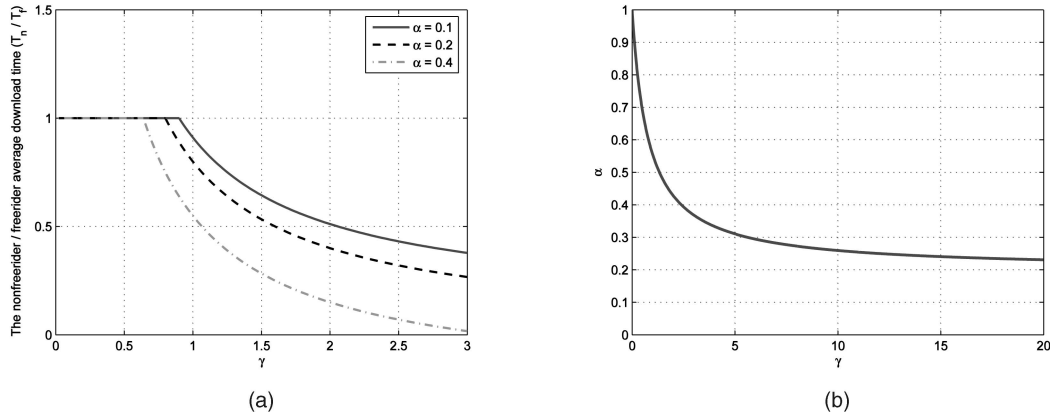 The nonfreerider / freerider average download time (T_n / T_f)
1.5
1
0.5
0
α = 0.1
α = 0.2
α = 0.4
0 0.5 1 1.5 2 2.5 3
γ
(a)
α
1
0.9
0.8
0.7
0.6
0.5
0.4
0.3
0.2
0.1
0
0 5 10 15 20
γ
(b)